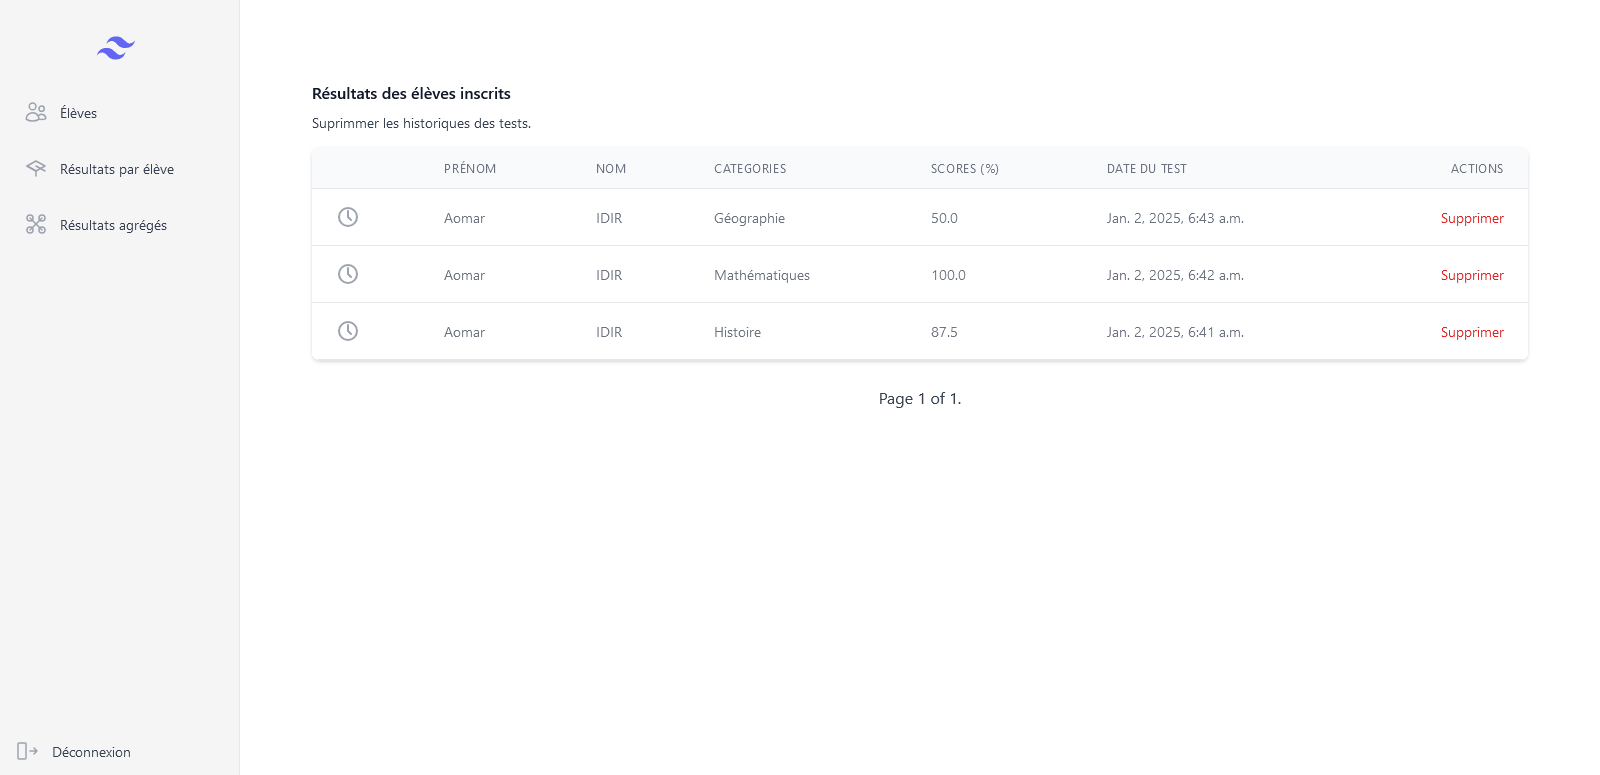 Élèves
Résultats par élève
Résultats agrégés
Déconnexion
Résultats des élèves inscrits
Suprimmer les historiques des tests.
PRÉNOM NOM CATEGORIES SCORES (%) DATE DU TEST ACTIONS
Aomar IDIR Géographie 50.0 Jan. 2, 2025, 6:43 a.m. Supprimer
Aomar IDIR Mathématiques 100.0 Jan. 2, 2025, 6:42 a.m. Supprimer
Aomar IDIR Histoire 87.5 Jan. 2, 2025, 6:41 a.m. Supprimer
Page 1 of 1.